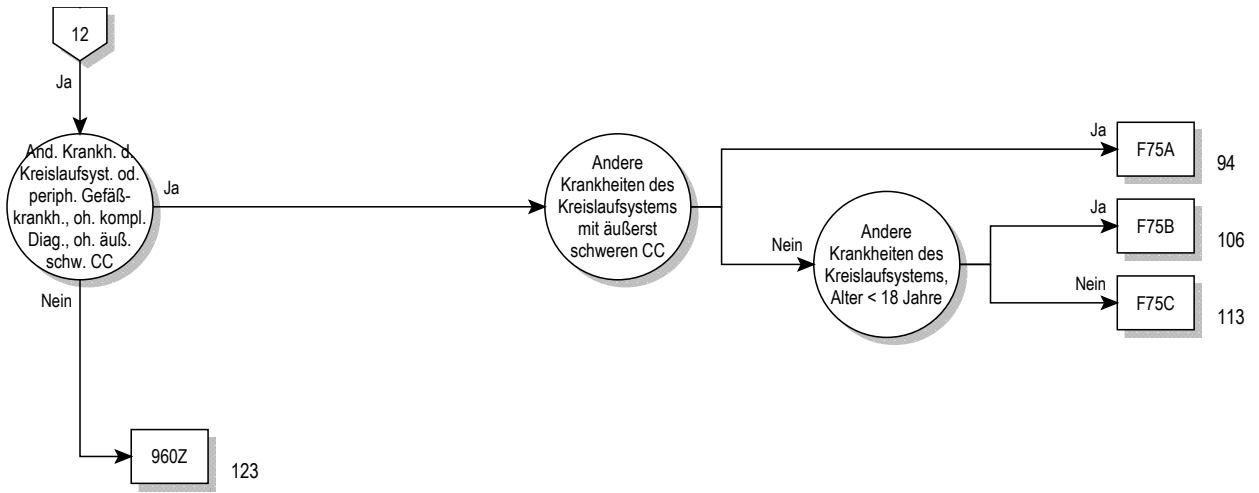 12
Ja
And. Krankh. d.
Kreislaufsyst. od.
periph. Gefäß-
krankh., oh. kompl.
Diag., oh. äuß.
schw. CC
Ja
Nein
960Z
123
Andere
Krankheiten des
Kreislaufsystems
mit äußerst
schweren CC
Ja
F75A
94
Nein
Andere
Krankheiten des
Kreislaufsystems,
Alter < 18 Jahre
Ja
F75B
106
Nein
F75C
113